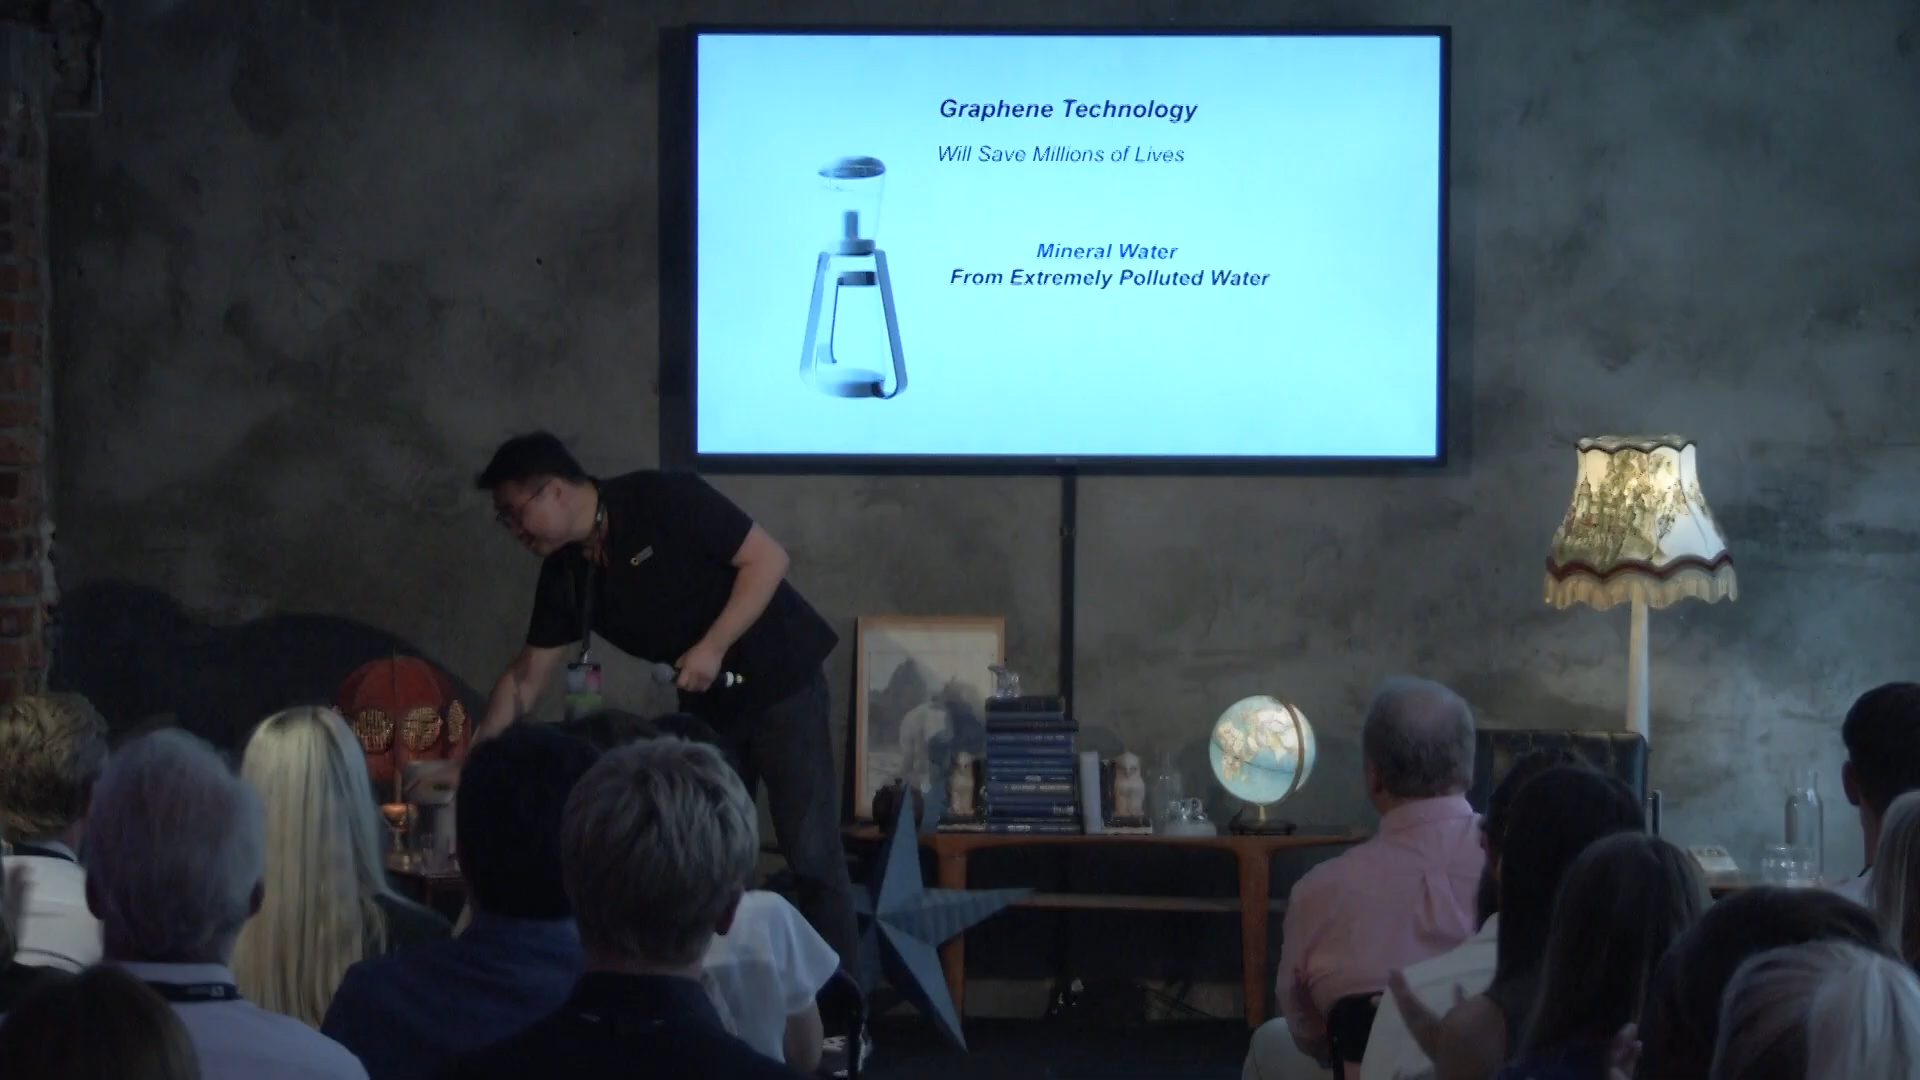 Graphene Technology
Will Save Millions of Lives
Mineral Water
From Extremely Polluted Water